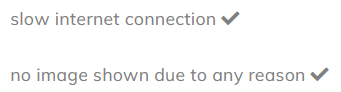 slow internet connection ✔
no image shown due to any reason ✔